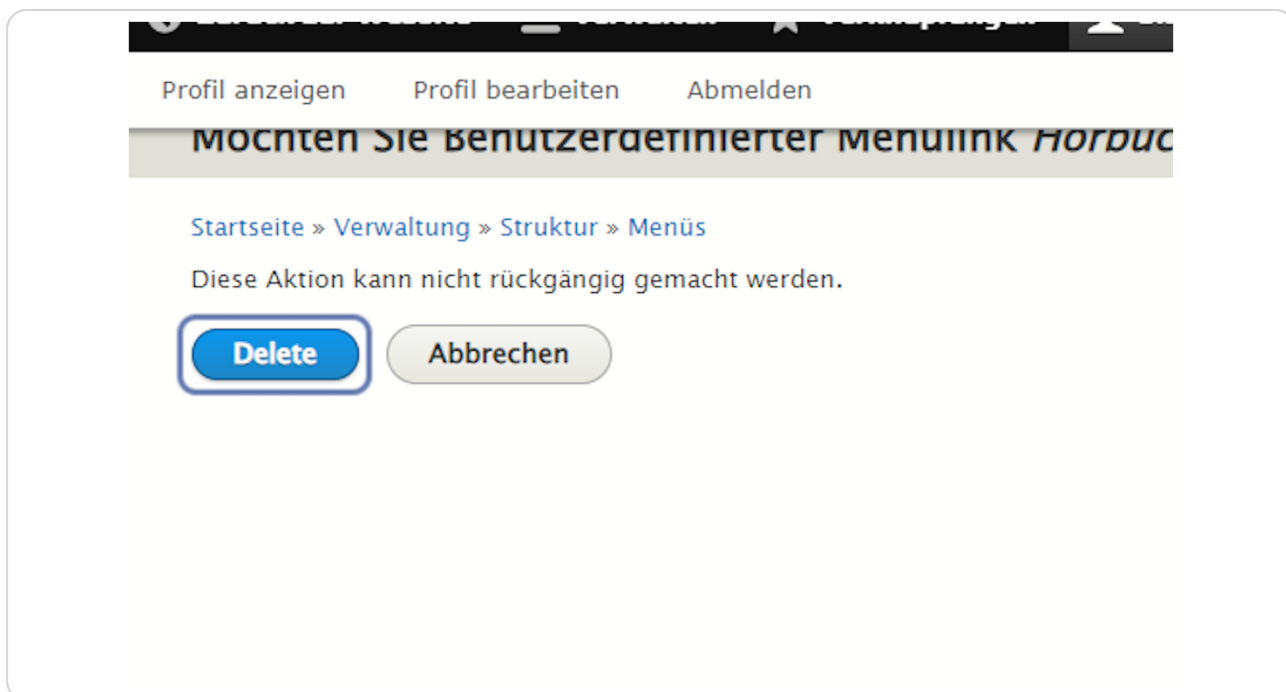 Profil anzeigen Profil bearbeiten Abmelden
Möchten Sie Benutzerdefinierter Menülink
Startseite » Verwaltung » Struktur » Menüs
Diese Aktion kann nicht rückgängig gemacht werden.
Delete Abbrechen